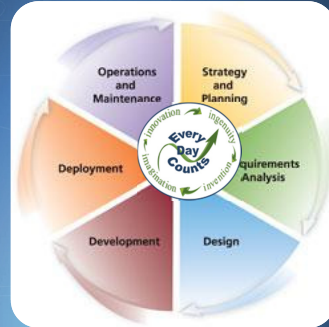 Operations
and
Maintenance
Strategy
and
Planning
Deployment
equirements
Analysis
Development
Design
innovation
ingenuity
invention
imagination
Every
Day
Counts